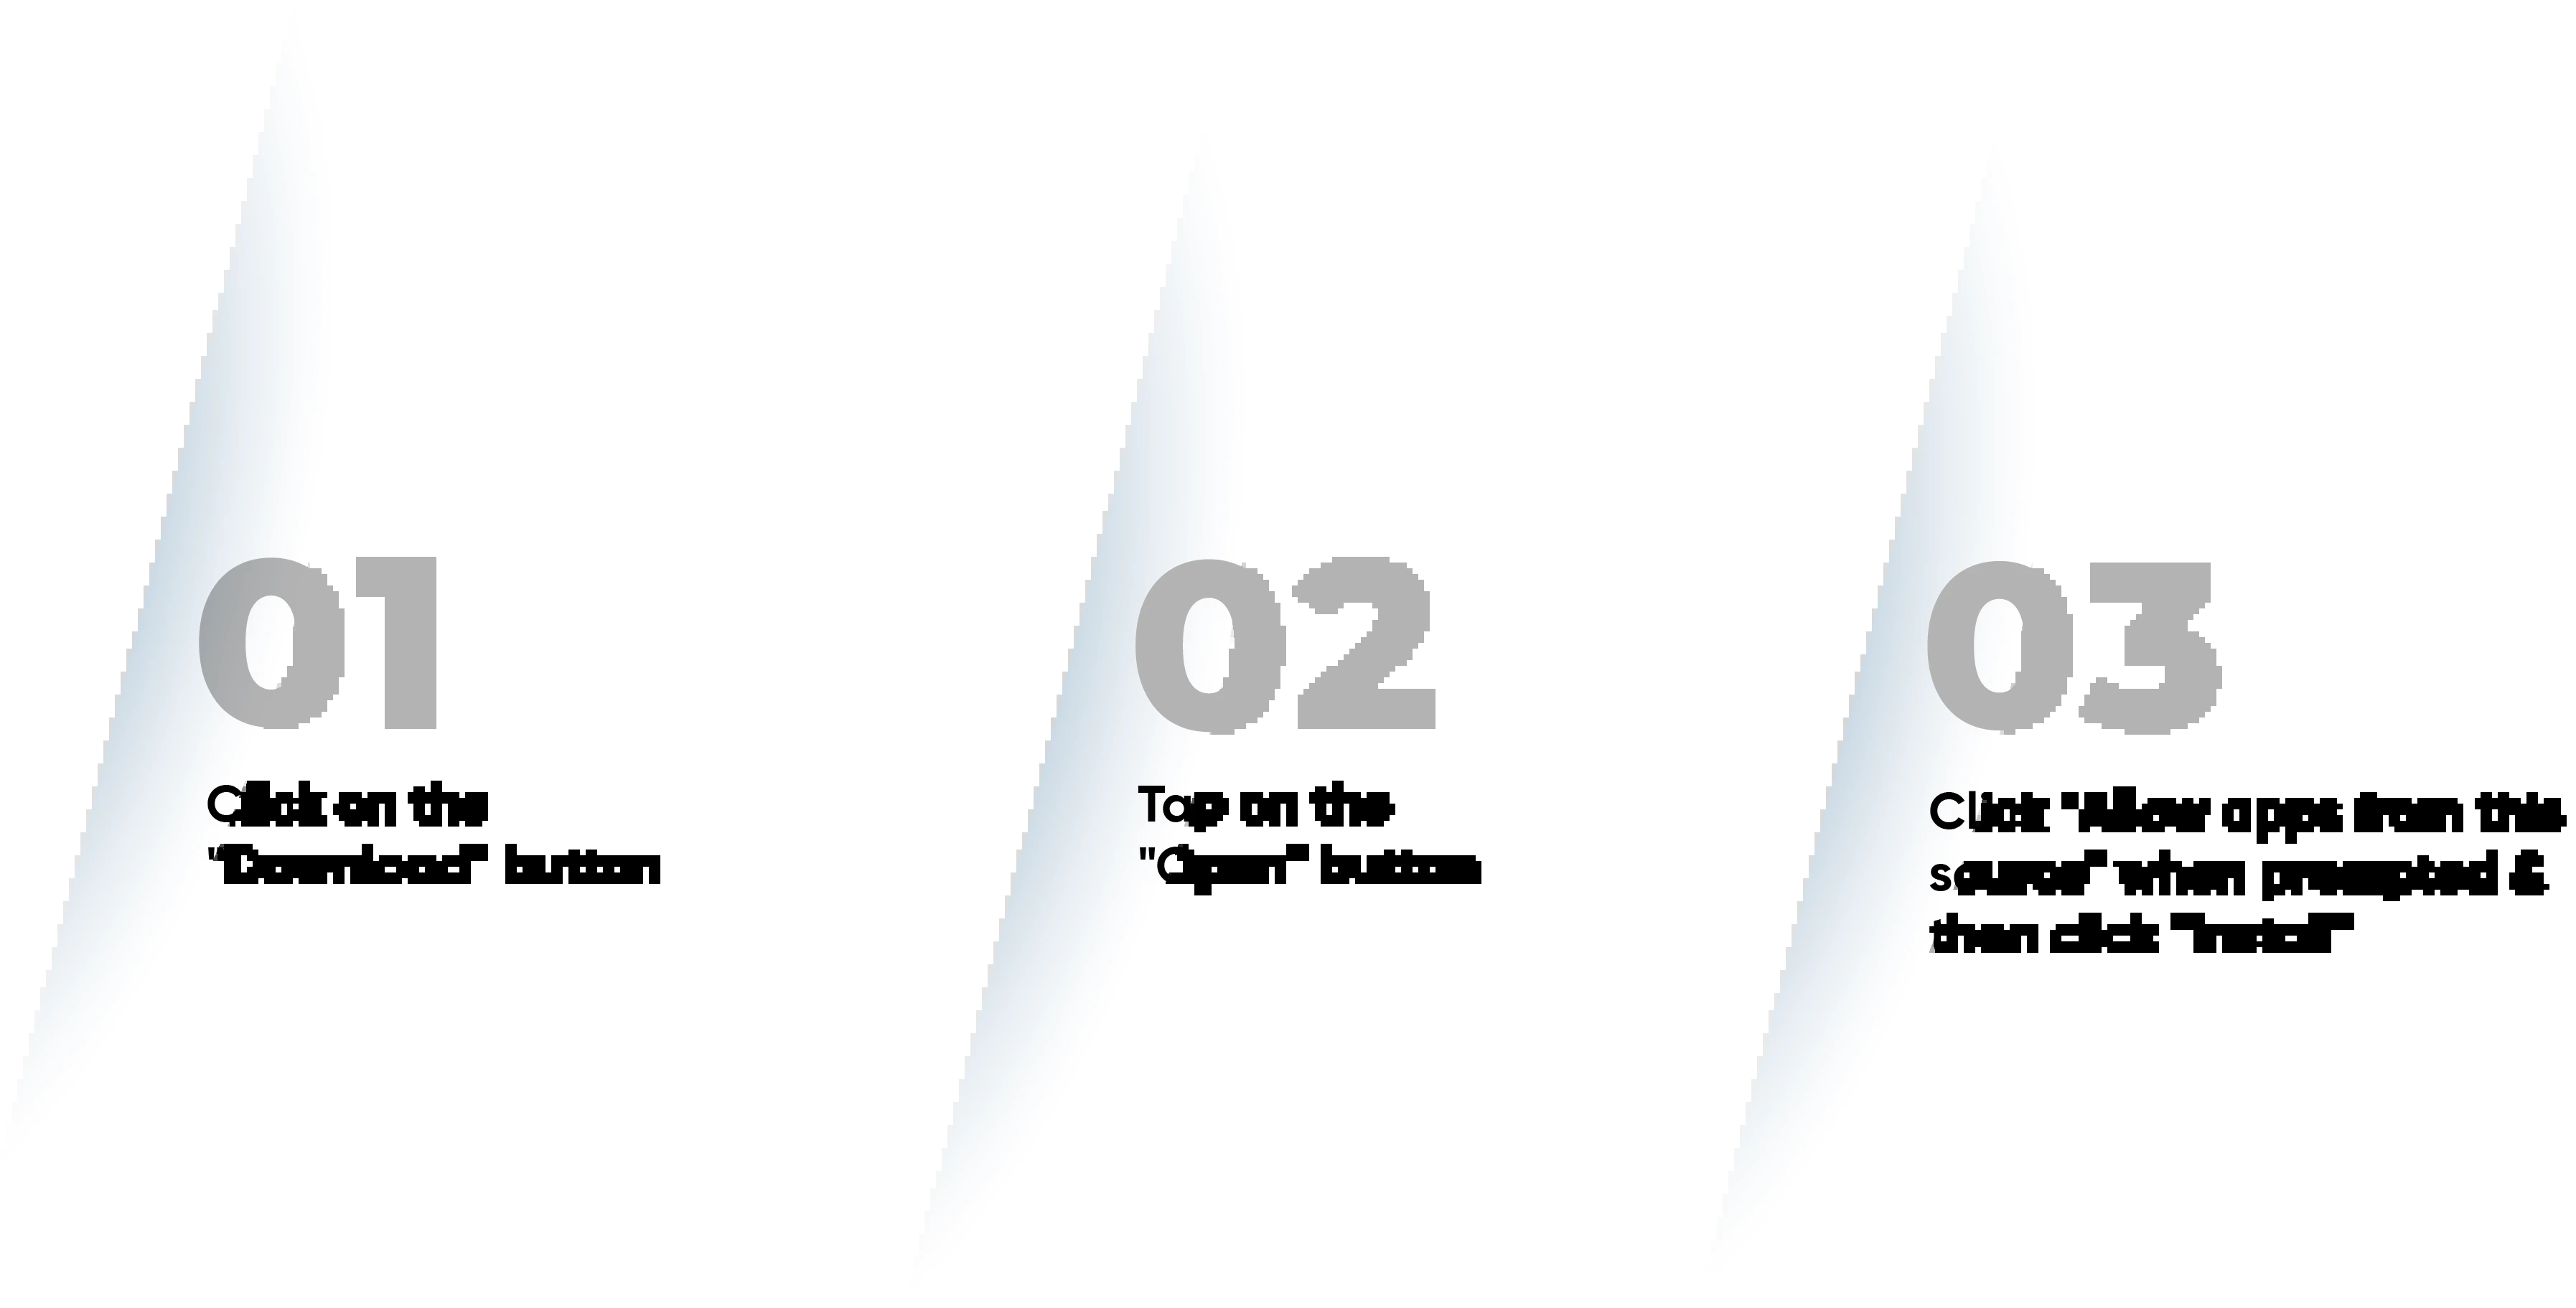 01
Click on the
"Download" button
02
Tap on the
"Open" button
03
Click "Allow apps from this
source" when prompted &
then click "Install"